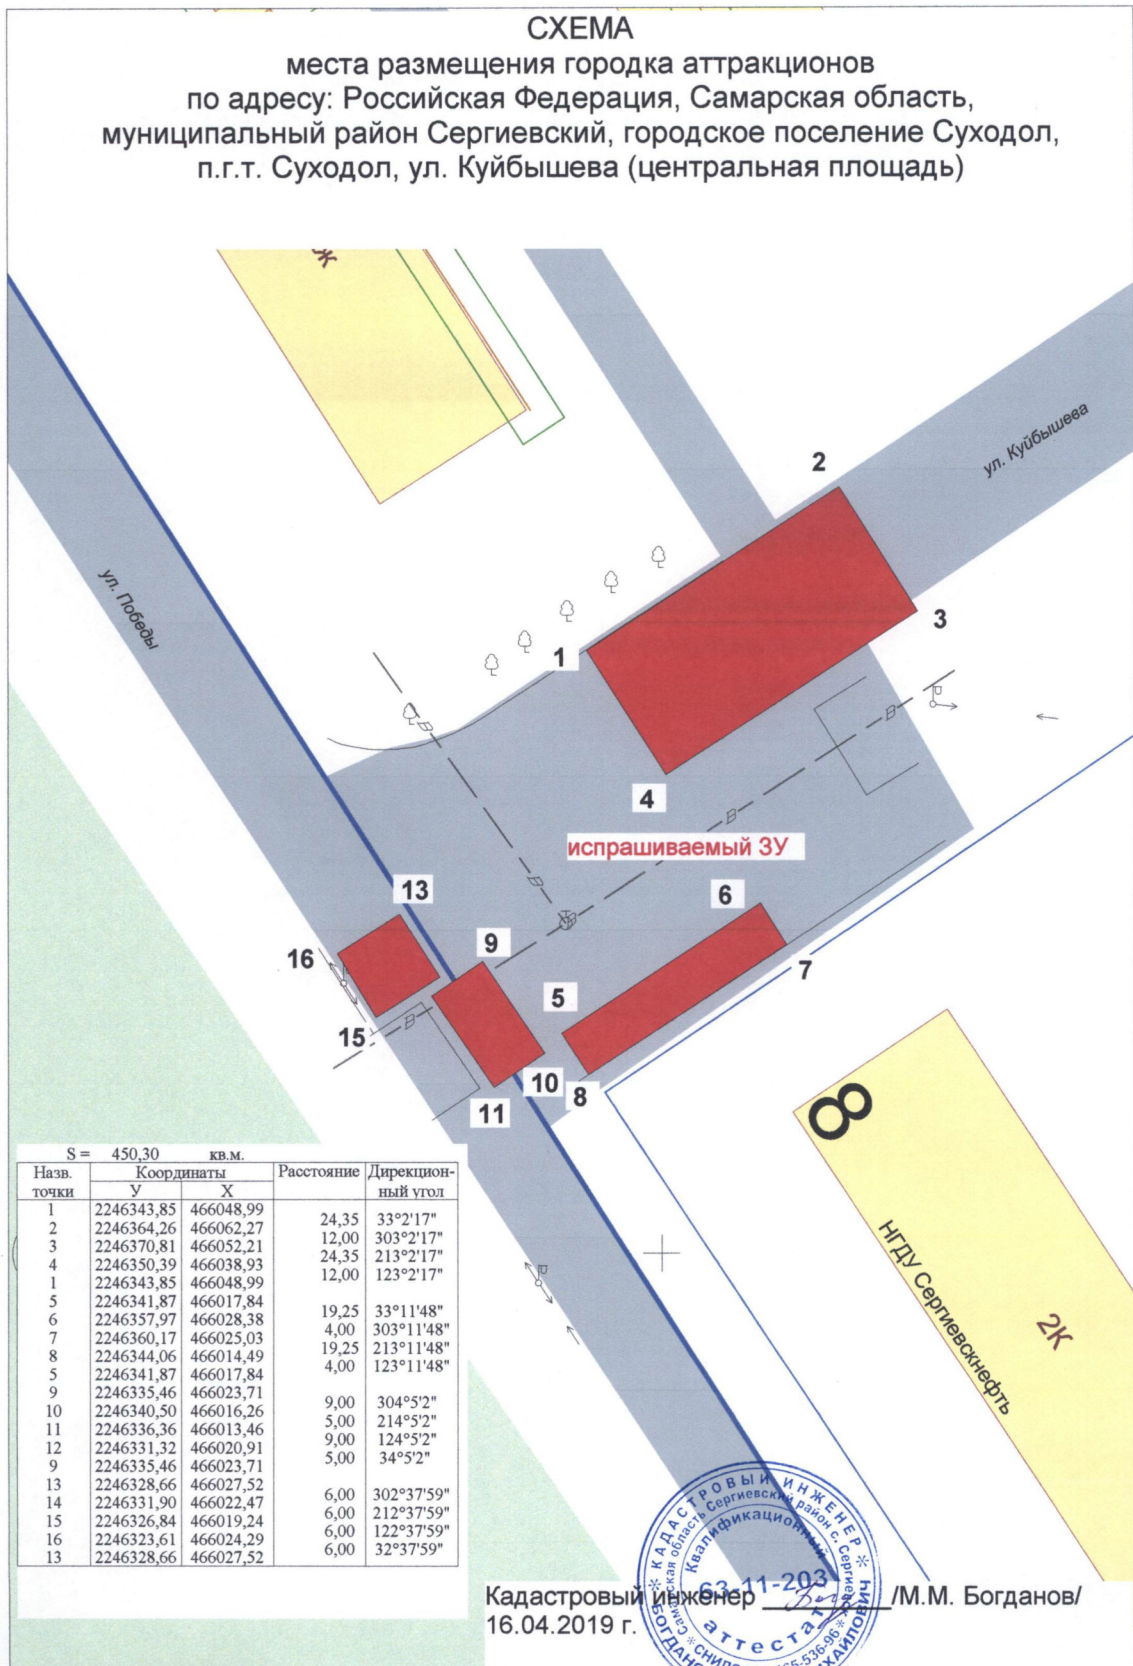 СХЕМА
места размещения городка аттракционов
по адресу: Российская Федерация, Самарская область,
муниципальный район Сергиевский, городское поселение Суходол,
п.г.т. Суходол, ул. Куйбышева (центральная площадь)
Ж
ул. Куйбышева
ул. Победы
2
3
1
4
испрашиваемый ЗУ
В
В
В
В
13
6
9
16
7
5
15
В
10
8
11
8
НГДУ Сергиевскнефть
2К
S = 450,30 кв.м.
Назв. Координаты Расстояние Дирекцион-
точки У Х ный угол
1 2246343,85 466048,99
24,35 33°2'17"
2 2246364,26 466062,27
12,00 303°2'17"
3 2246370,81 466052,21
24,35 213°2'17"
4 2246350,39 466038,93
12,00 123°2'17"
1 2246343,85 466048,99
5 2246341,87 466017,84
19,25 33°11'48"
6 2246357,97 466028,38
4,00 303°11'48"
7 2246360,17 466025,03
19,25 213°11'48"
8 2246344,06 466014,49
4,00 123°11'48"
5 2246341,87 466017,84
9 2246335,46 466023,71
9,00 304°5'2"
10 2246340,50 466016,26
5,00 214°5'2"
11 2246336,36 466013,46
9,00 124°5'2"
12 2246331,32 466020,91
5,00 34°5'2"
9 2246335,46 466023,71
13 2246328,66 466027,52
6,00 302°37'59"
14 2246331,90 466022,47
6,00 212°37'59"
15 2246326,84 466019,24
6,00 122°37'59"
16 2246323,61 466024,29
6,00 32°37'59"
13 2246328,66 466027,52
КАДАСТРОВЫЙ ИНЖЕНЕР
Самарская область Сергиевский район с. Сергиевск
Квалификационный
63-11-203
аттестат
Кадастровый инженер /М.М. Богданов/
16.04.2019 г.